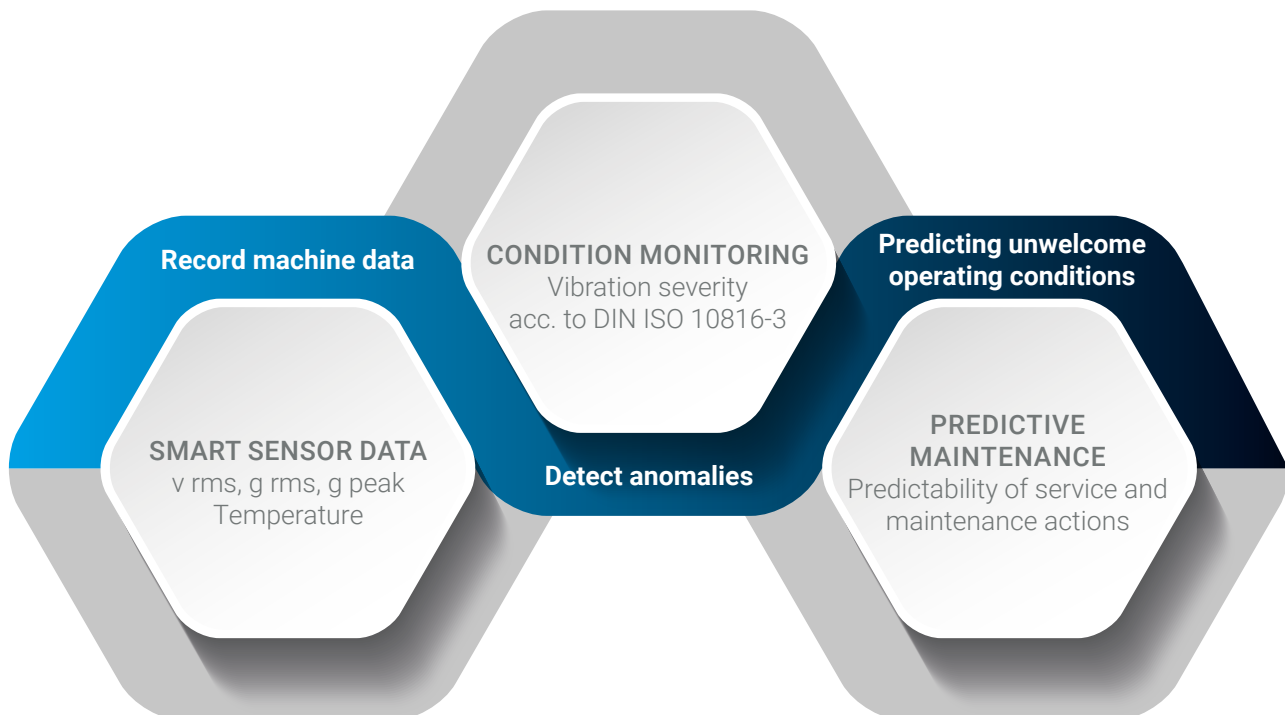 Record machine data
SMART SENSOR DATA
v rms, g rms, g peak
Temperature
CONDITION MONITORING
Vibration severity
acc. to DIN ISO 10816-3
Detect anomalies
Predicting unwelcome
operating conditions
PREDICTIVE
MAINTENANCE
Predictability of service and
maintenance actions